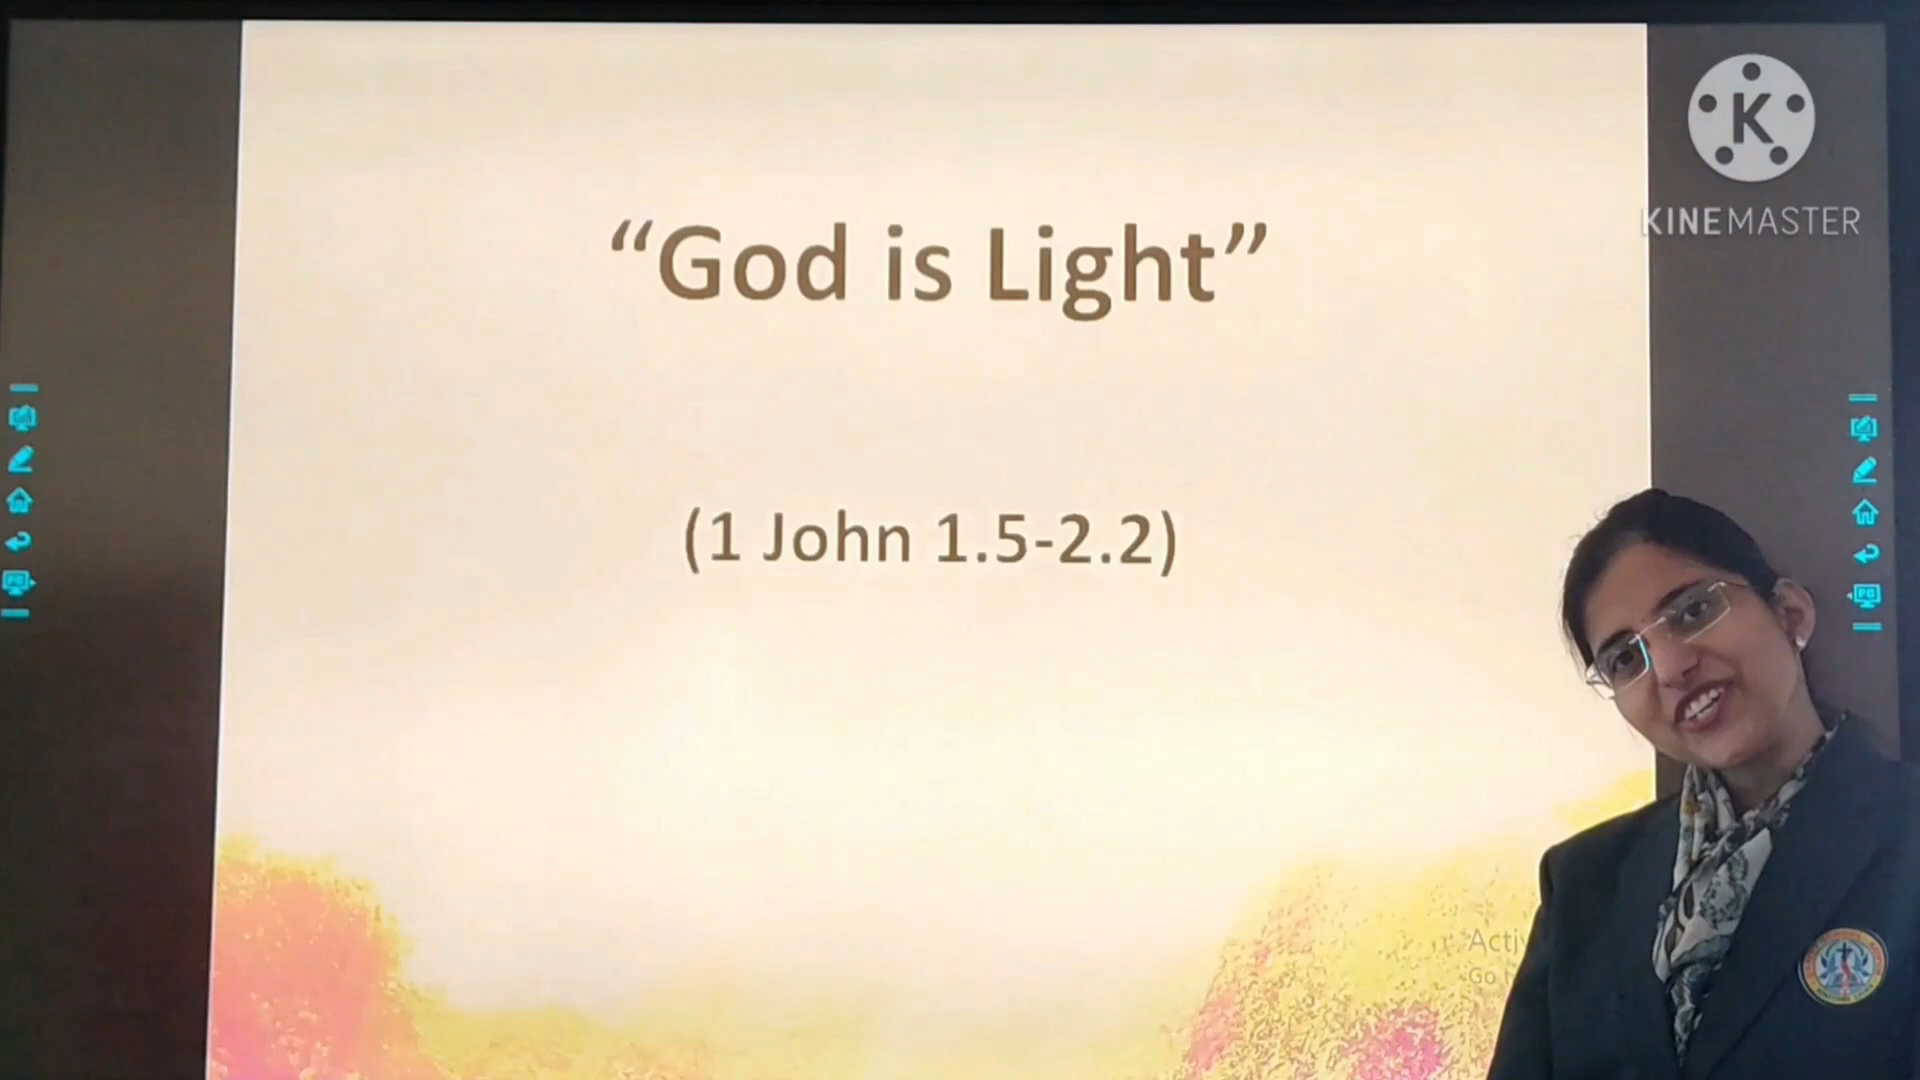 “God is Light”
(1 John 1.5-2.2)
K
KINEMASTER